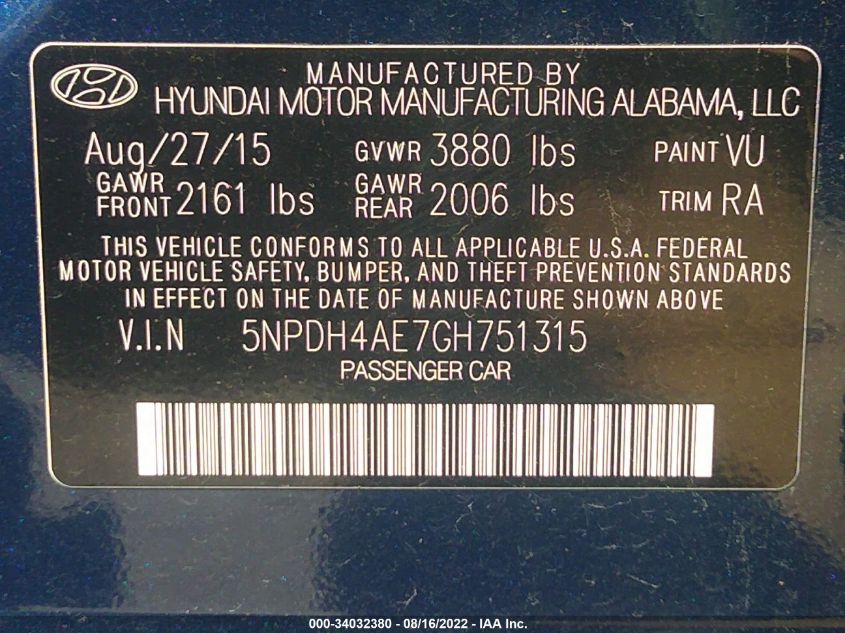 MANUFACTURED BY
HYUNDAI MOTOR MANUFACTURING ALABAMA, LLC
Aug/27/15 GVWR 3880 lbs PAINT VU
GAWR FRONT 2161 lbs GAWR REAR 2006 lbs TRIM RA
THIS VEHICLE CONFORMS TO ALL APPLICABLE U.S.A. FEDERAL
MOTOR VEHICLE SAFETY, BUMPER, AND THEFT PREVENTION STANDARDS
IN EFFECT ON THE DATE OF MANUFACTURE SHOWN ABOVE
V.I.N 5NPDH4AE7GH751315
PASSENGER CAR
000-34032380 - 08/16/2022 - IAA Inc.